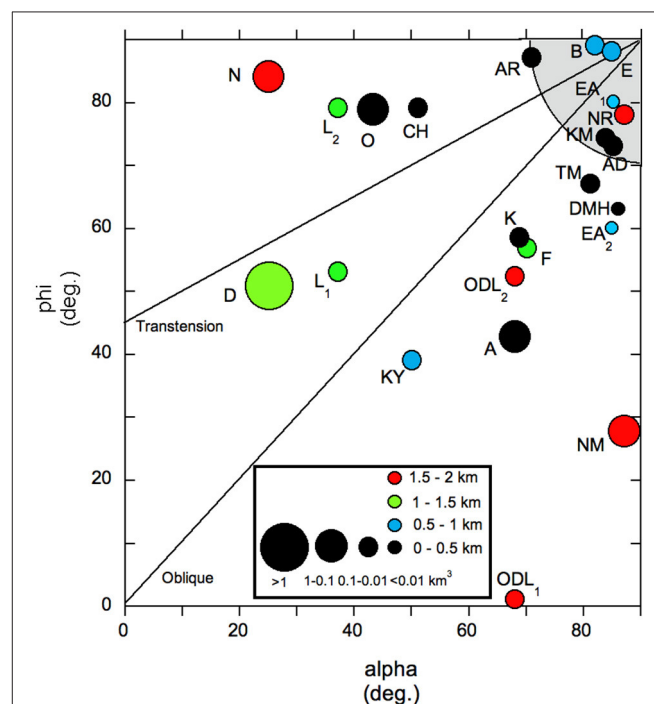 B
N
AR
E
EA1
80
L2
O
CH
NR
KM
AD
TM
DMH
60
K
EA2
F
phi
(deg.)
D
L1
ODL2
Transtension
A
40
KY
NM
20
1.5 - 2 km
1 - 1.5 km
0.5 - 1 km
0 - 0.5 km
Oblique
>1 1-0.1 0.1-0.01 <0.01 km³
ODL1
0
0 20 40 60 80
alpha
(deg.)